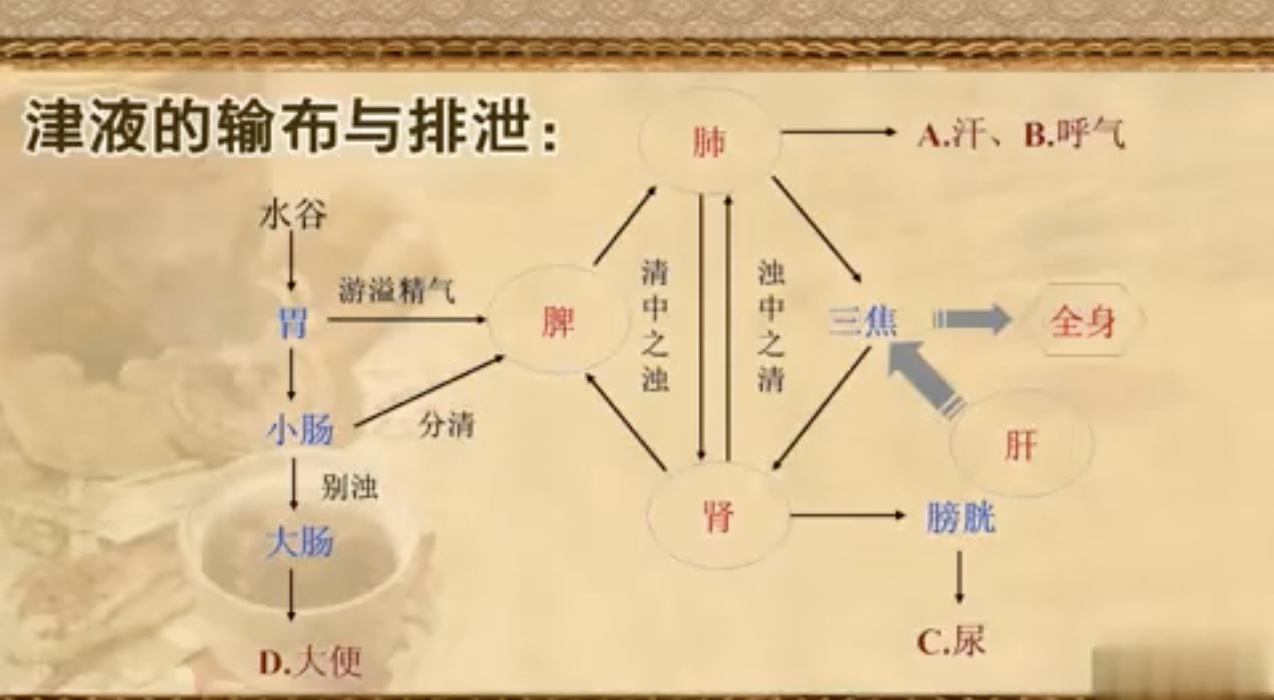 津液的输布与排泄：
肺
A.汗、B.呼气
水谷
游溢精气
胃
脾
清中之浊
浊中之清
三焦
全身
小肠
分清
肝
别浊
大肠
肾
膀胱
D.大便
C.尿